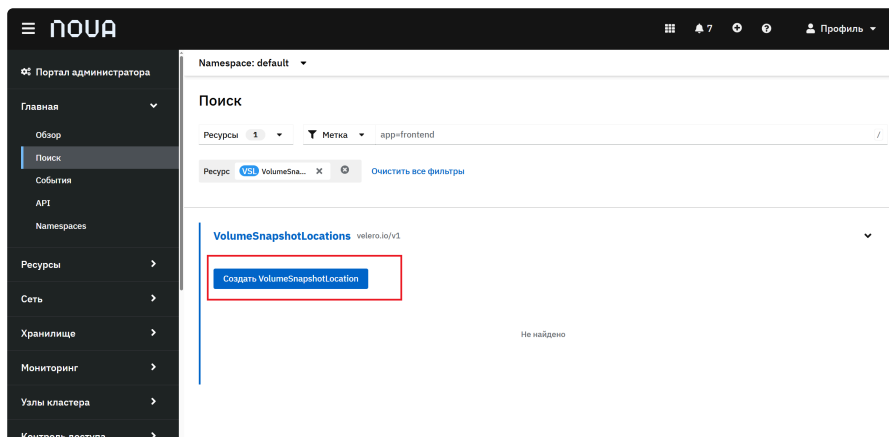 NOVA
7
Профиль
Портал администратора
Namespace: default
Главная
Поиск
Обзор
Ресурсы 1
Метка
app=frontend
/
Поиск
Ресурс VSL VolumeSna...
Очистить все фильтры
События
API
Namespaces
VolumeSnapshotLocations velero.io/v1
Ресурсы
Создать VolumeSnapshotLocation
Сеть
Хранилище
Не найдено
Мониторинг
Узлы кластера
Контроль доступа